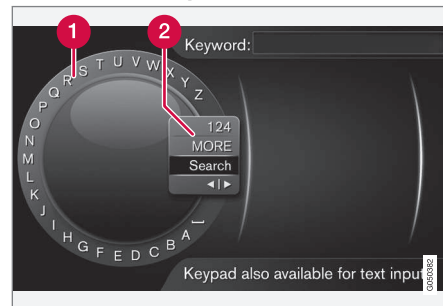 1
2
Keyword:
A B C D E F G H I J K L M N O P Q R S T U V W X Y Z
124
MORE
Search
◄|►
Keypad also available for text input
G050382